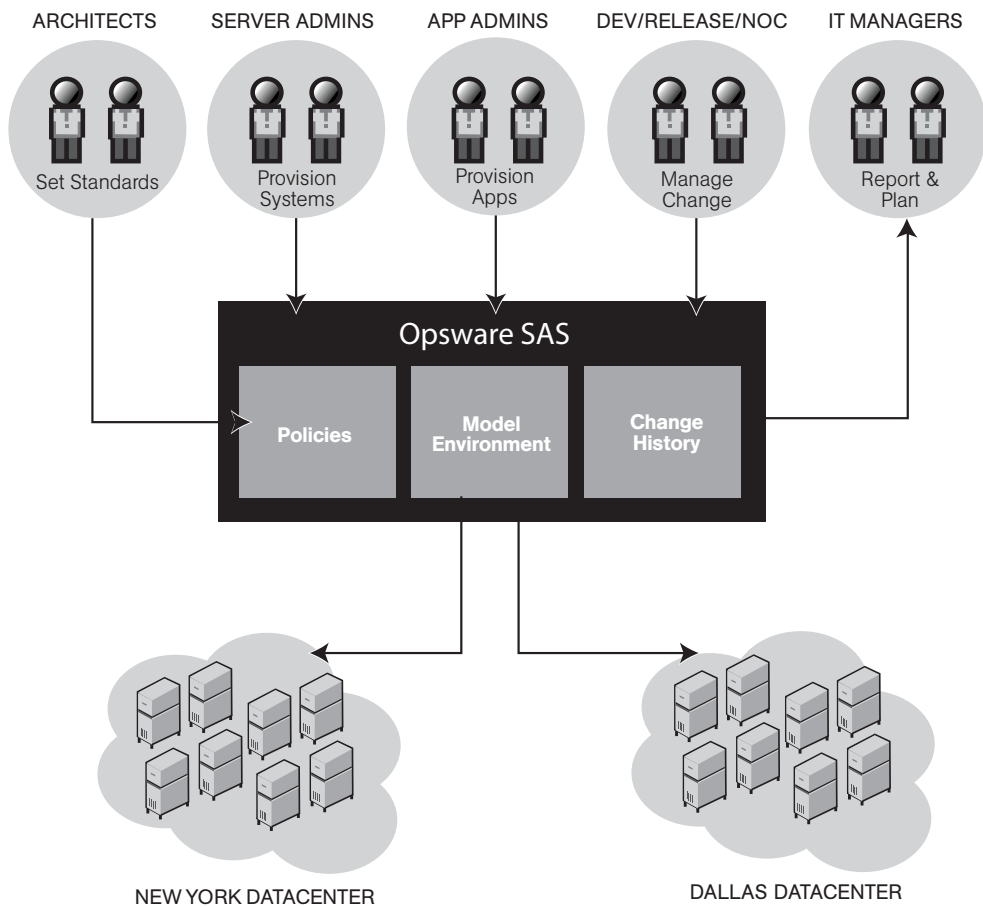 ARCHITECTS
SERVER ADMINS
APP ADMINS
DEV/RELEASE/NOC
IT MANAGERS
Set Standards
Provision
Systems
Provision
Apps
Manage
Change
Report &
Plan
Opsware SAS
Policies
Model
Environment
Change
History
NEW YORK DATACENTER
DALLAS DATACENTER